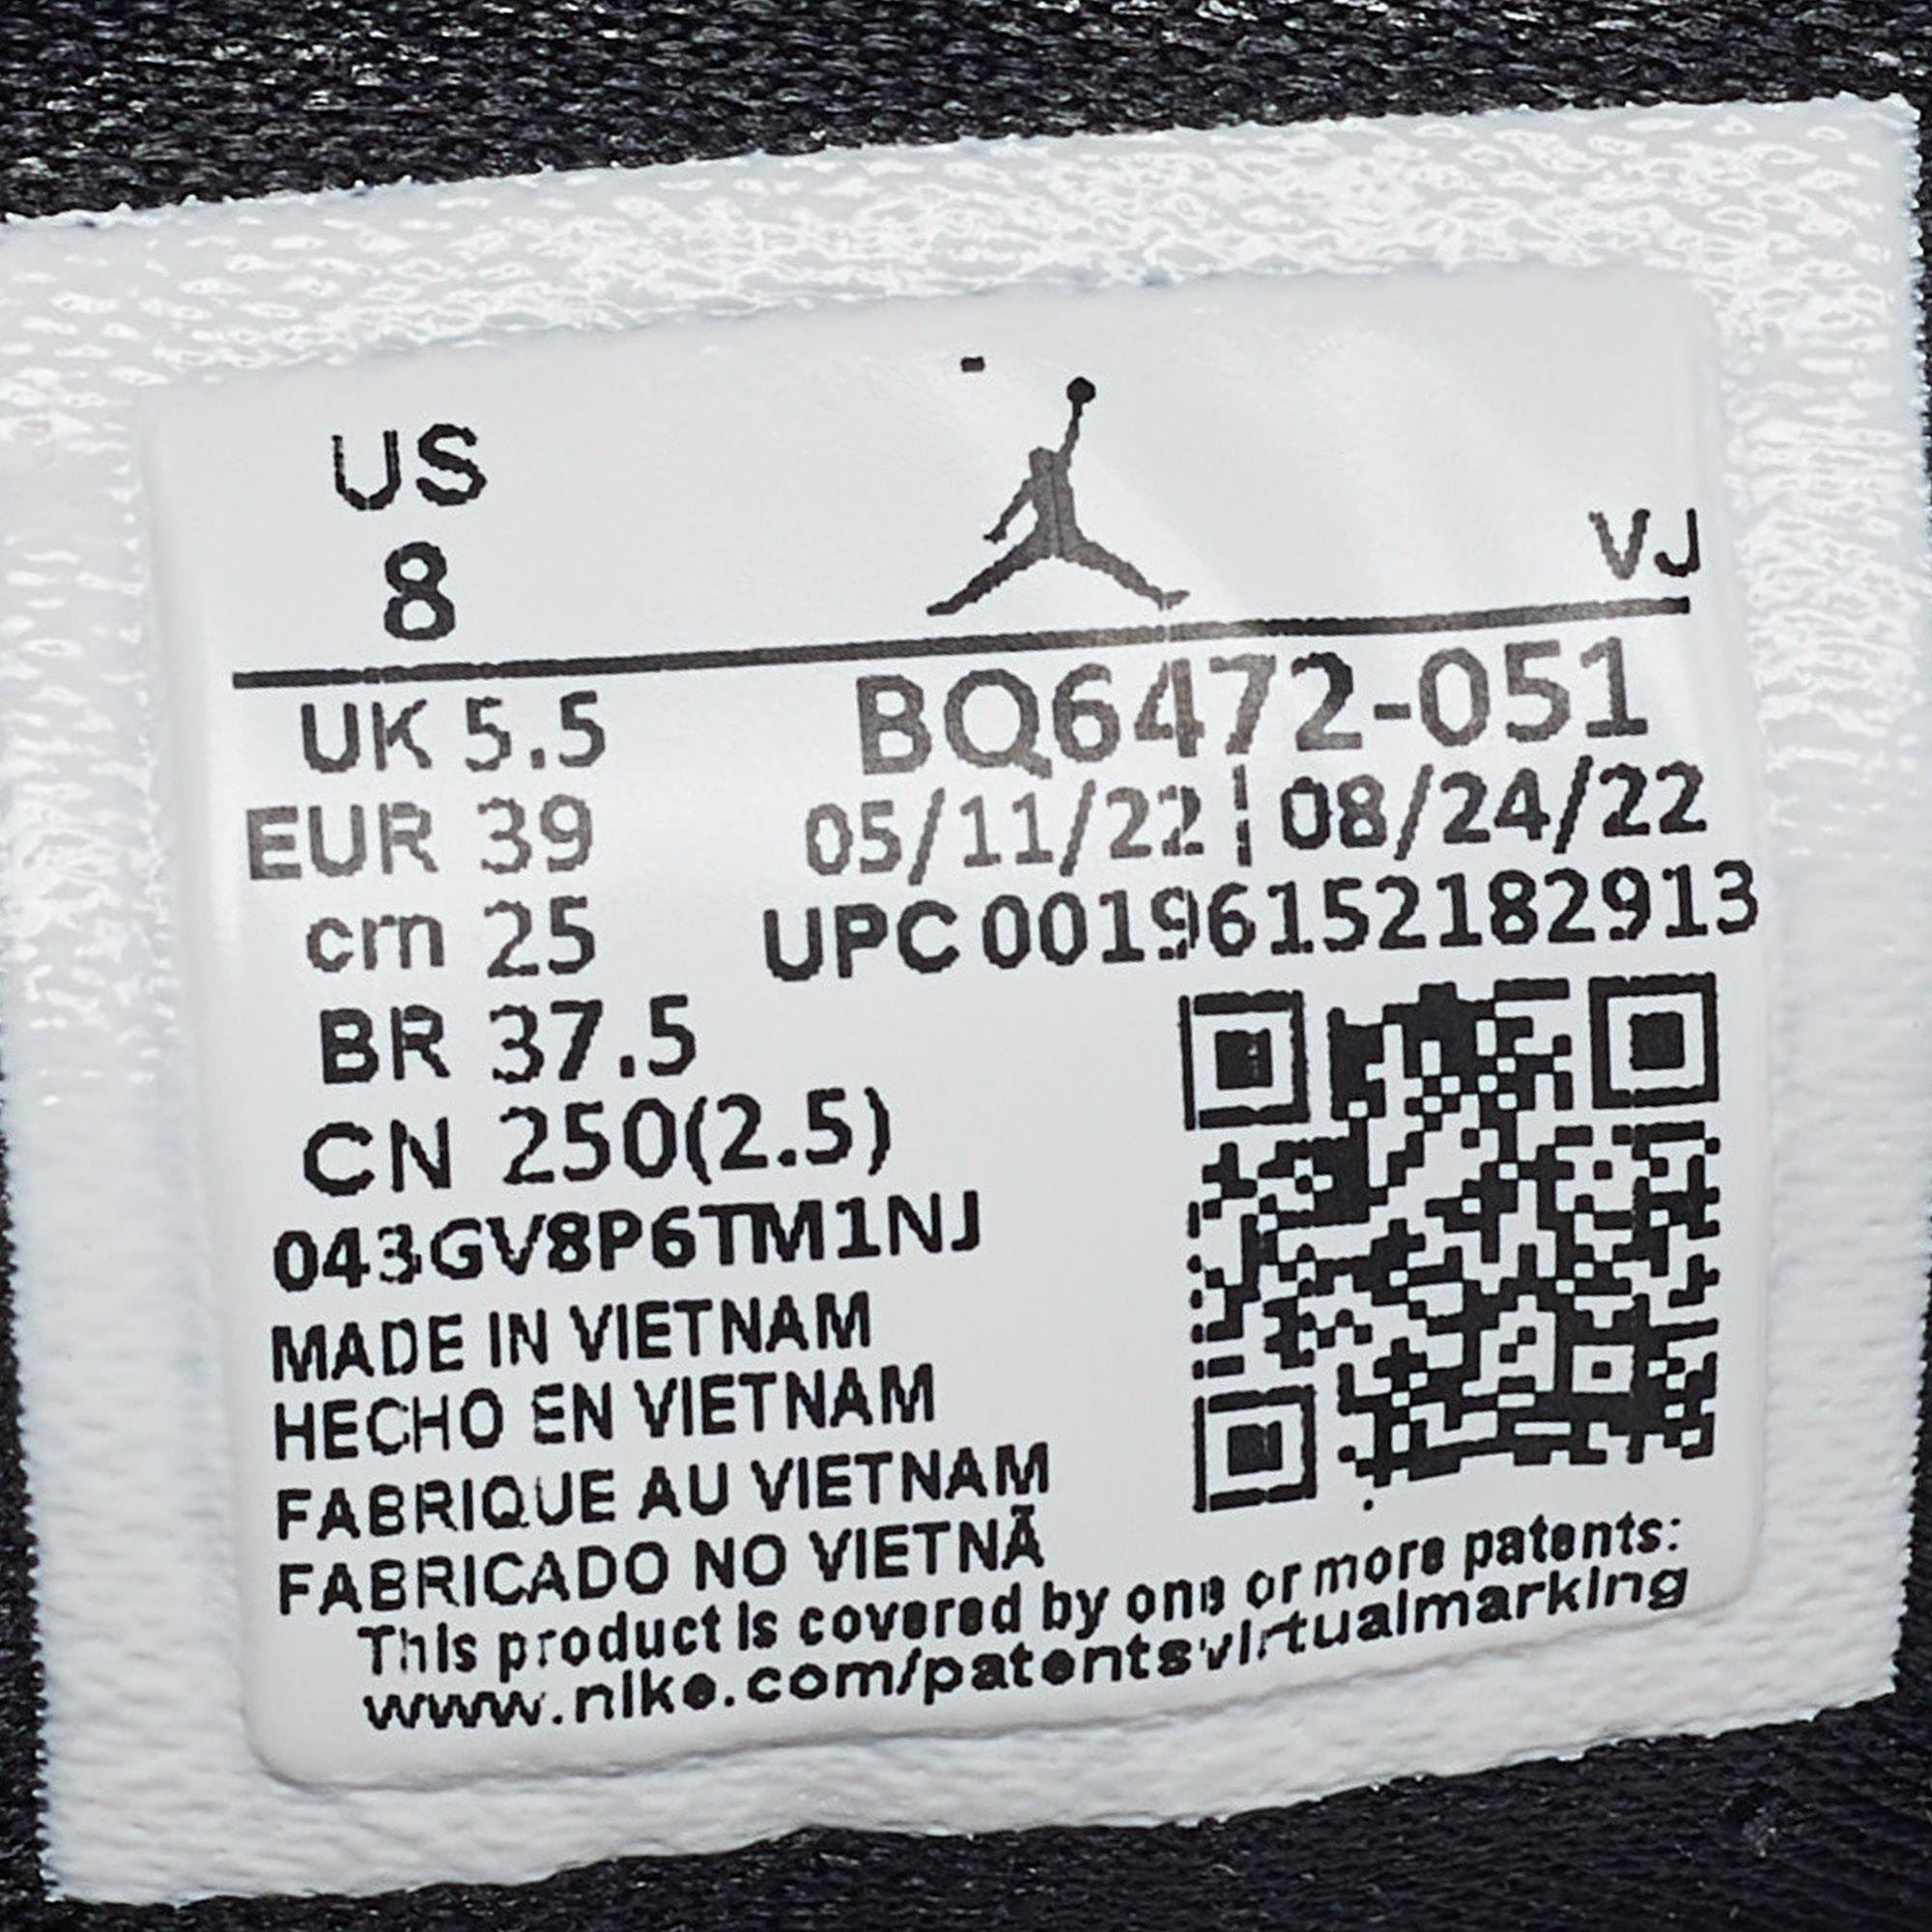 US
8
VJ
UK 5.5
BQ6472-051
EUR 39
05/11/22 | 08/24/22
cm 25
UPC 00196152182913
BR 37.5
CN 250(2.5)
043GV8P6TM1NJ
MADE IN VIETNAM
HECHO EN VIETNAM
FABRIQUE AU VIETNAM
FABRICADO NO VIETNÃ
This product is covered by one or more patents:
www.nike.com/patentsvirtualmarking